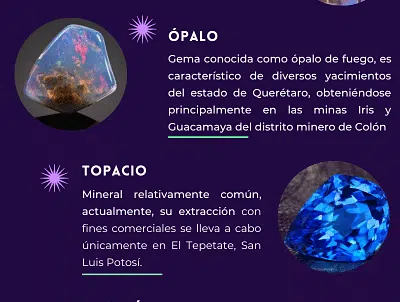 ÓPALO
Gema conocida como ópalo de fuego, es
característico de diversos yacimientos
del estado de Querétaro, obteniéndose
principalmente en las minas Iris y
Guacamaya del distrito minero de Colón
TOPACIO
Mineral relativamente común,
actualmente, su extracción con
fines comerciales se lleva a cabo
únicamente en El Tepetate, San
Luis Potosí.